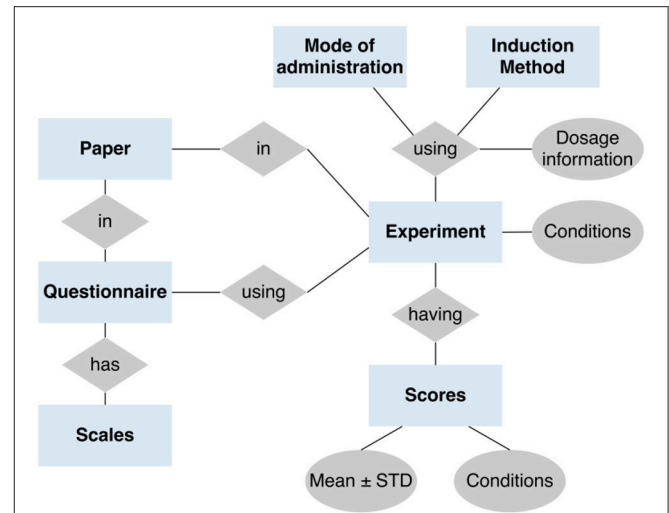 Mode of
administration
Induction
Method
Paper
in
using
Dosage
information
in
Experiment
Conditions
Questionnaire
using
having
has
Scores
Scales
Mean ± STD
Conditions